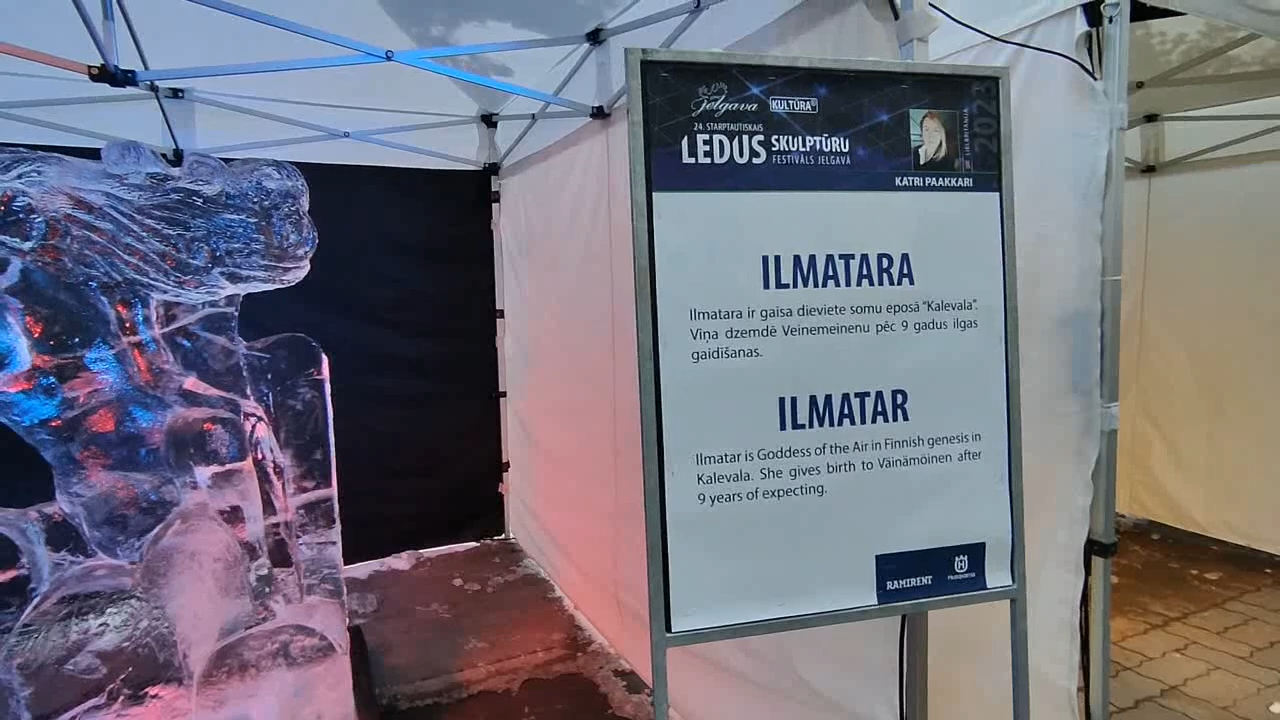 Jelgava KULTŪRA
24. STARPTAUTISKAIS
LEDUS SKULPTŪRU
FESTIVĀLS JELGAVĀ
2023
KATRI PAAKKARI
ILMATARA
Ilmatara ir gaisa dieviete somu eposā "Kalevala".
Viņa dzemdē Veinemeinenu pēc 9 gadus ilgas
gaidīšanas.
ILMATAR
Ilmatar is Goddess of the Air in Finnish genesis in
Kalevala. She gives birth to Väinämöinen after
9 years of expecting.
RAMIRENT Husqvarna